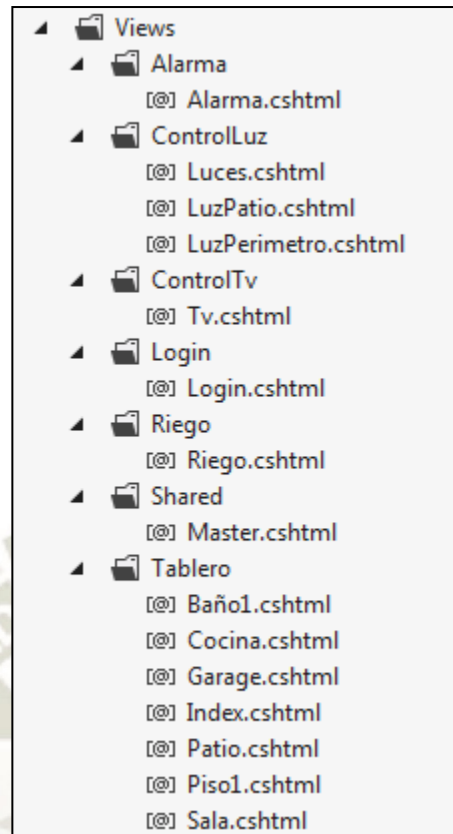 Views
Alarma
[@] Alarma.cshtml
ControlLuz
[@] Luces.cshtml
[@] LuzPatio.cshtml
[@] LuzPerimetro.cshtml
ControlTv
[@] Tv.cshtml
Login
[@] Login.cshtml
Riego
[@] Riego.cshtml
Shared
[@] Master.cshtml
Tablero
[@] Baño1.cshtml
[@] Cocina.cshtml
[@] Garage.cshtml
[@] Index.cshtml
[@] Patio.cshtml
[@] Piso1.cshtml
[@] Sala.cshtml